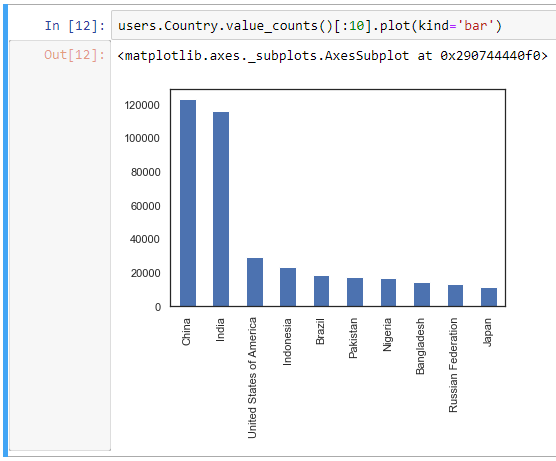 In [12]: users.Country.value_counts()[:10].plot(kind='bar')
Out[12]: <matplotlib.axes._subplots.AxesSubplot at 0x290744440f0>
120000
100000
80000
60000
40000
20000
0
China
India
United States of America
Indonesia
Brazil
Pakistan
Nigeria
Bangladesh
Russian Federation
Japan